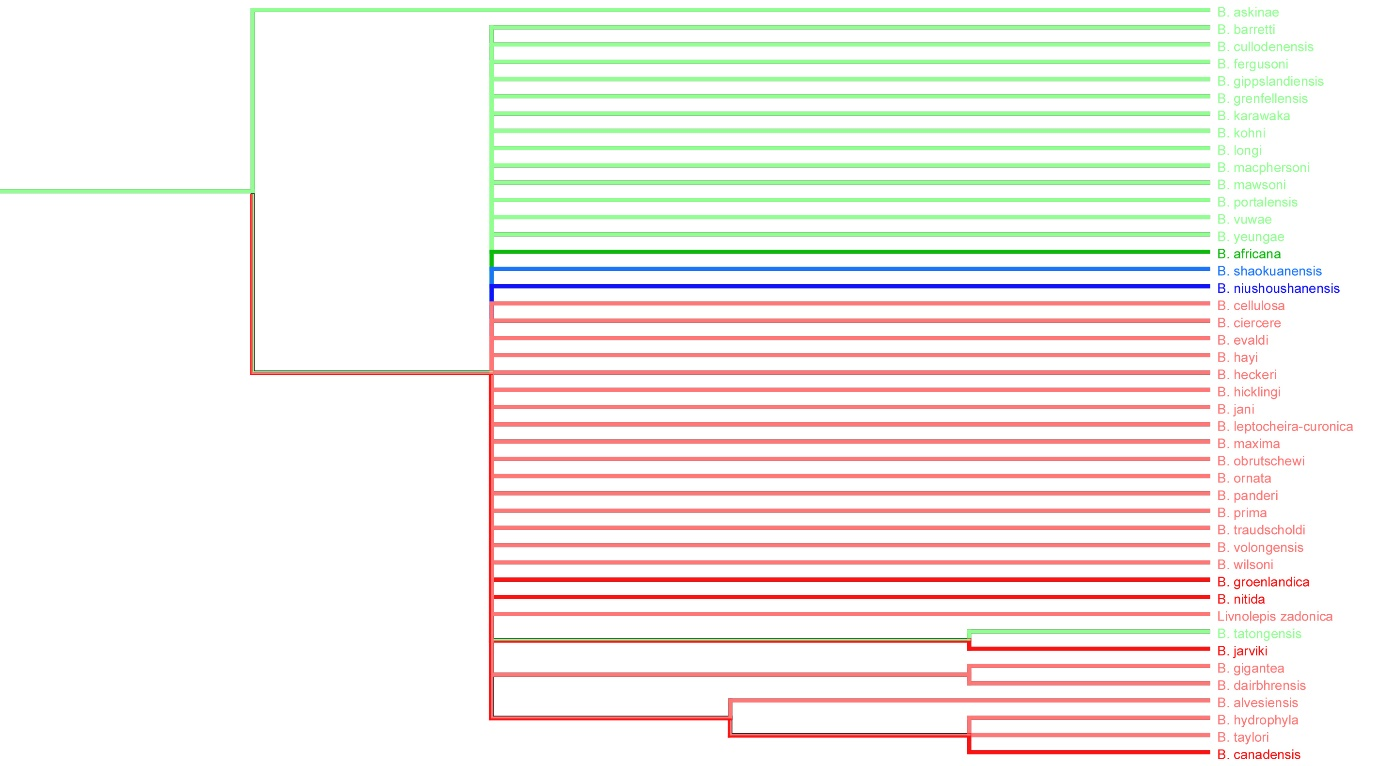 B. askinae
B. barretti
B. cullodenensis
B. fergusoni
B. gippslandiensis
B. grenfellensis
B. karawaka
B. kohni
B. longi
B. macphersoni
B. mawsoni
B. portalensis
B. vuwae
B. yeungae
B. africana
B. shaokuanensis
B. niushoushanensis
B. cellulosa
B. ciercere
B. evaldi
B. hayi
B. heckeri
B. hicklingi
B. jani
B. leptocheira-curonica
B. maxima
B. obrutschewi
B. ornata
B. panderi
B. prima
B. traudscholdi
B. volongensis
B. wilsoni
B. groenlandica
B. nitida
Livnolepis zadonica
B. tatongensis
B. jarviki
B. gigantea
B. dairbhrensis
B. alvesiensis
B. hydrophyla
B. taylori
B. canadensis